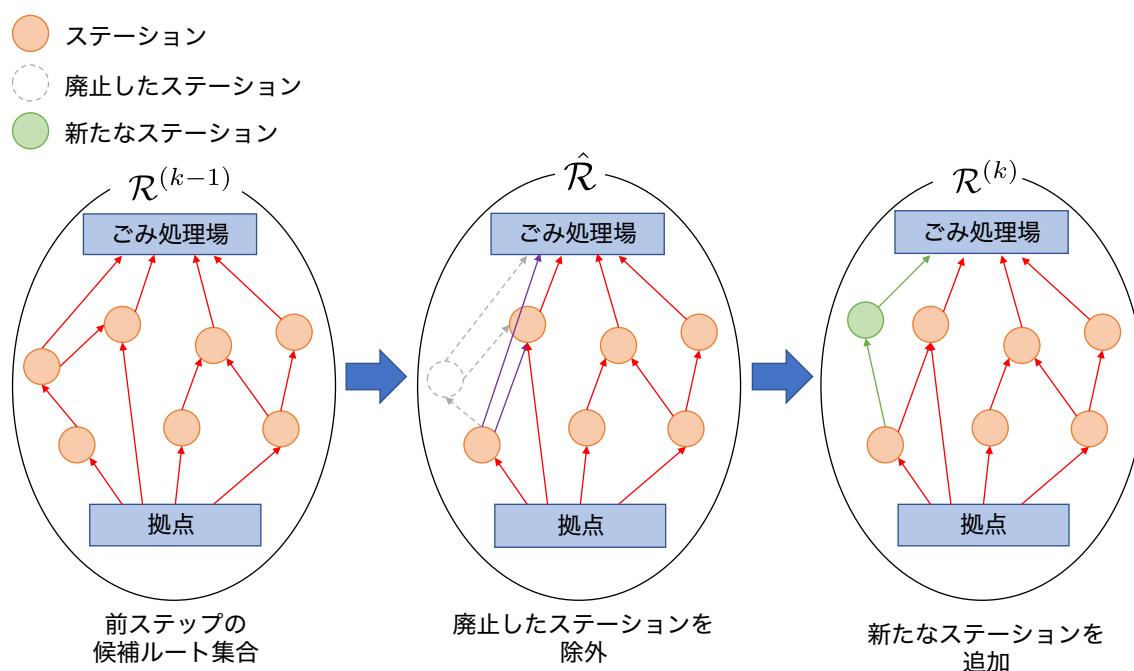 ステーション
廃止したステーション
新たなステーション
$\mathcal{R}^{(k-1)}$
ごみ処理場
拠点
前ステップの
候補ルート集合
$\hat{\mathcal{R}}$
ごみ処理場
拠点
廃止したステーションを
除外
$\mathcal{R}^{(k)}$
ごみ処理場
拠点
新たなステーションを
追加